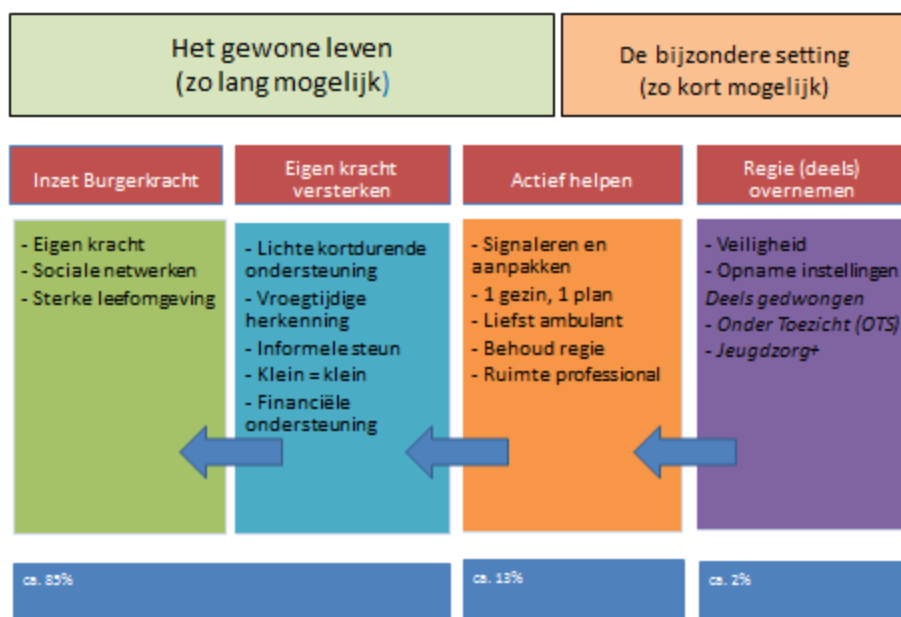 Het gewone leven
(zo lang mogelijk)
De bijzondere setting
(zo kort mogelijk)
Inzet Burgerkracht
Eigen kracht
versterken
Actief helpen
Regie (deels)
overnemen
- Eigen kracht
- Sociale netwerken
- Sterke leefomgeving
- Lichte kortdurende
ondersteuning
- Vroegtijdige
herkenning
- Informele steun
- Klein = klein
- Financiële
ondersteuning
- Signaleren en
aanpakken
- 1 gezin, 1 plan
- Liefst ambulant
- Behoud regie
- Ruimte professional
- Veiligheid
- Opname instellingen
Deels gedwongen
- Onder Toezicht (OTS)
- Jeugdzorg+
ca. 85%
ca. 13%
ca. 2%